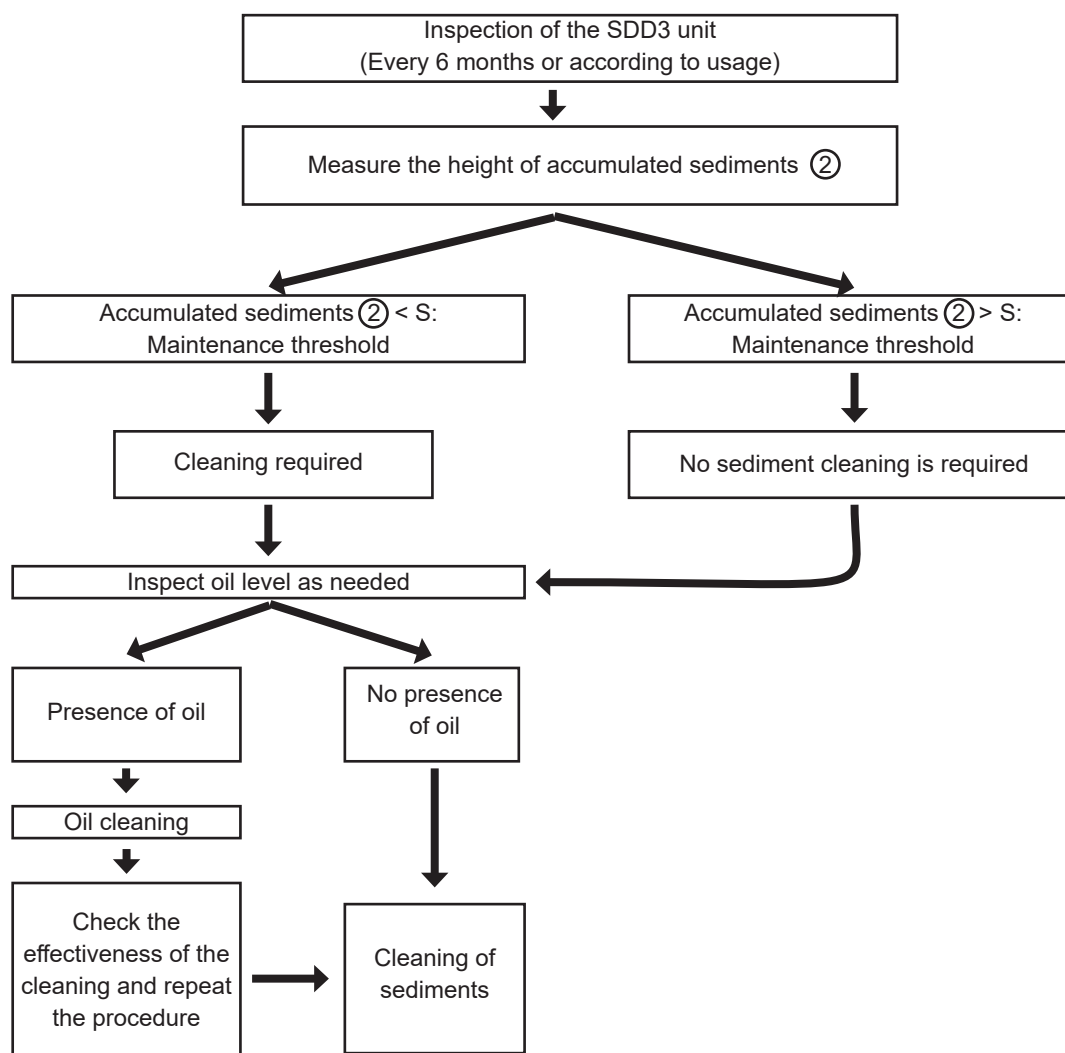 Inspection of the SDD3 unit
(Every 6 months or according to usage)
Measure the height of accumulated sediments ②
Accumulated sediments ② < S:
Maintenance threshold
Accumulated sediments ② > S:
Maintenance threshold
Cleaning required
No sediment cleaning is required
Inspect oil level as needed
Presence of oil
No presence
of oil
Oil cleaning
Check the
effectiveness of the
cleaning and repeat
the procedure
Cleaning of
sediments